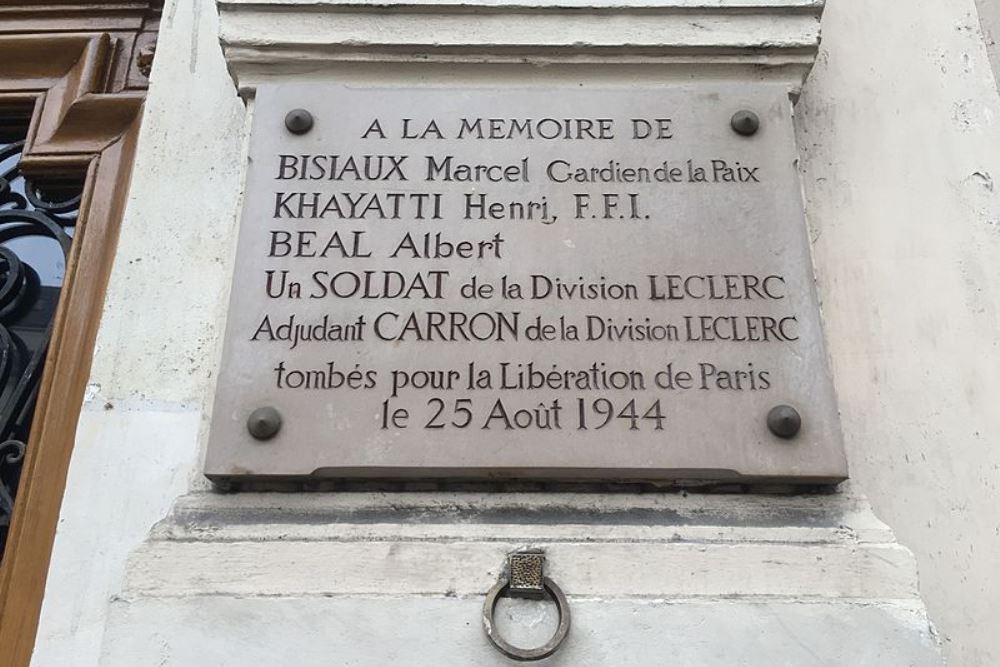 A LA MEMOIRE DE
BISIAUX Marcel Gardien de la Paix
KHAYATTI Henri, F.F.I.
BEAL Albert
Un SOLDAT de la Division LECLERC
Adjudant CARRON de la Division LECLERC
tombés pour la Libération de Paris
le 25 Août 1944